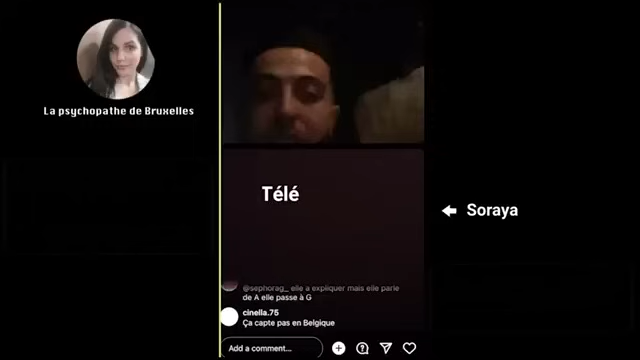 La psychopathe de Bruxelles
Télé
Soraya
@sephorag_ elle a expliquer mais elle parle
de A elle passe à G
cinella.75
Ça capte pas en Belgique
Add a comment...